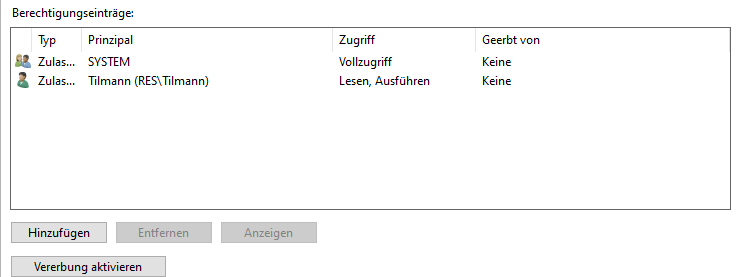 Berechtigungseinträge:
Typ Prinzipal Zugriff Geerbt von
Zulas... SYSTEM Vollzugriff Keine
Zulas... Tilmann (RES\Tilmann) Lesen, Ausführen Keine
Hinzufügen Entfernen Anzeigen
Vererbung aktivieren